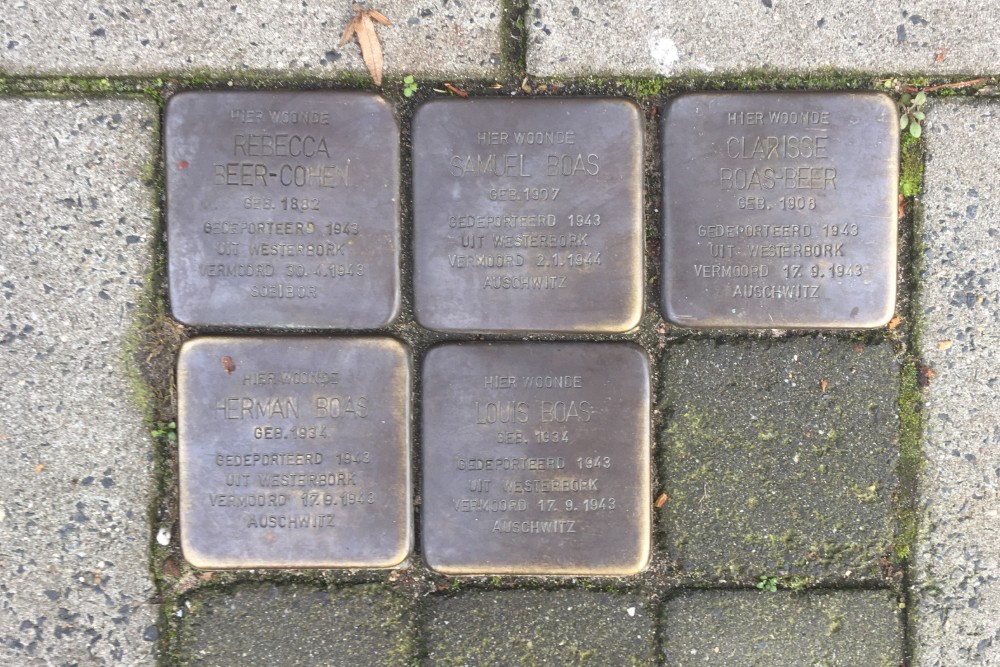 HIER WOONDE
REBECCA
BEER-COHEN
GEB. 1882
GEDEPORTEERD 1943
UIT WESTERBORK
VERMOORD 30.4.1943
SOBIBOR
HIER WOONDE
SAMUEL BOAS
GEB. 1907
GEDEPORTEERD 1943
UIT WESTERBORK
VERMOORD 2.1.1944
AUSCHWITZ
HIER WOONDE
CLARISSE
BOAS-BEER
GEB. 1908
GEDEPORTEERD 1943
UIT WESTERBORK
VERMOORD 17.9.1943
AUSCHWITZ
HIER WOONDE
HERMAN BOAS
GEB. 1934
GEDEPORTEERD 1943
UIT WESTERBORK
VERMOORD 17.9.1943
AUSCHWITZ
HIER WOONDE
LOUIS BOAS
GEB. 1934
GEDEPORTEERD 1943
UIT WESTERBORK
VERMOORD 17.9.1943
AUSCHWITZ